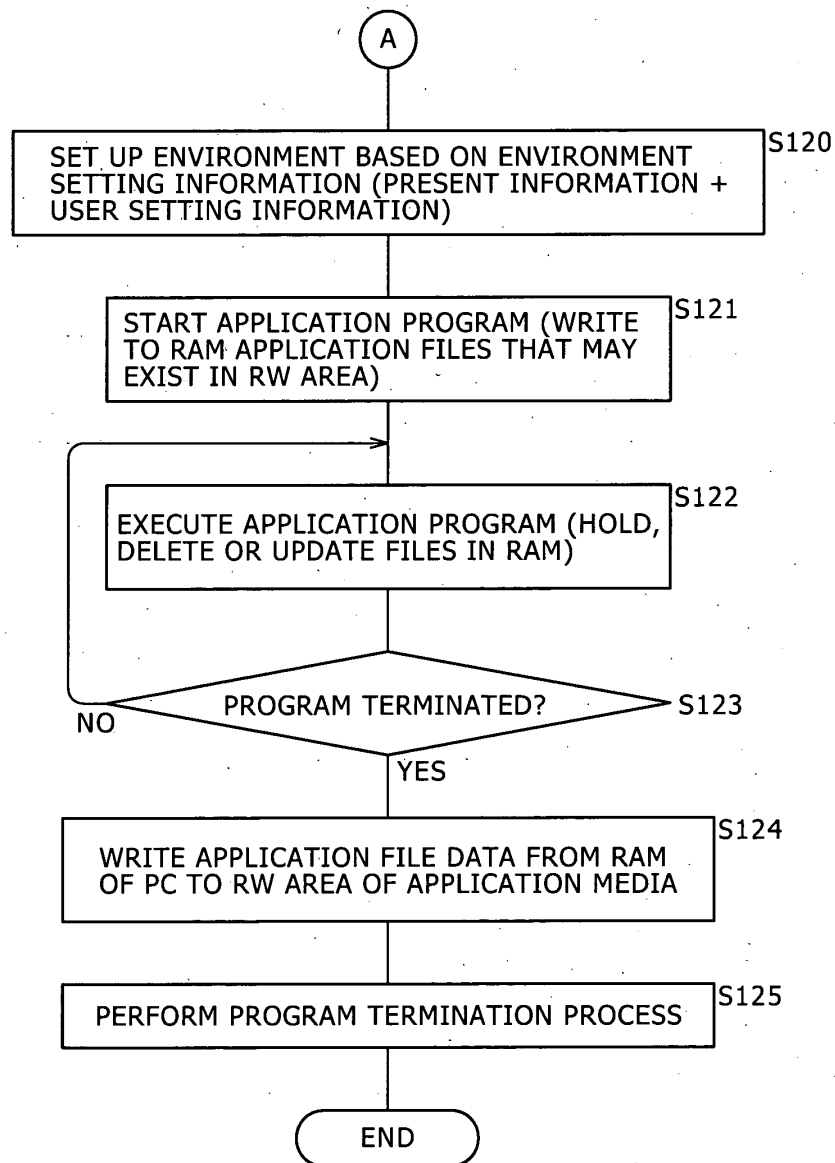 A
S120
SET UP ENVIRONMENT BASED ON ENVIRONMENT
SETTING INFORMATION (PRESENT INFORMATION +
USER SETTING INFORMATION)
S121
START APPLICATION PROGRAM (WRITE
TO RAM APPLICATION FILES THAT MAY
EXIST IN RW AREA)
S122
EXECUTE APPLICATION PROGRAM (HOLD,
DELETE OR UPDATE FILES IN RAM)
PROGRAM TERMINATED?
S123
NO
YES
S124
WRITE APPLICATION FILE DATA FROM RAM
OF PC TO RW AREA OF APPLICATION MEDIA
S125
PERFORM PROGRAM TERMINATION PROCESS
END